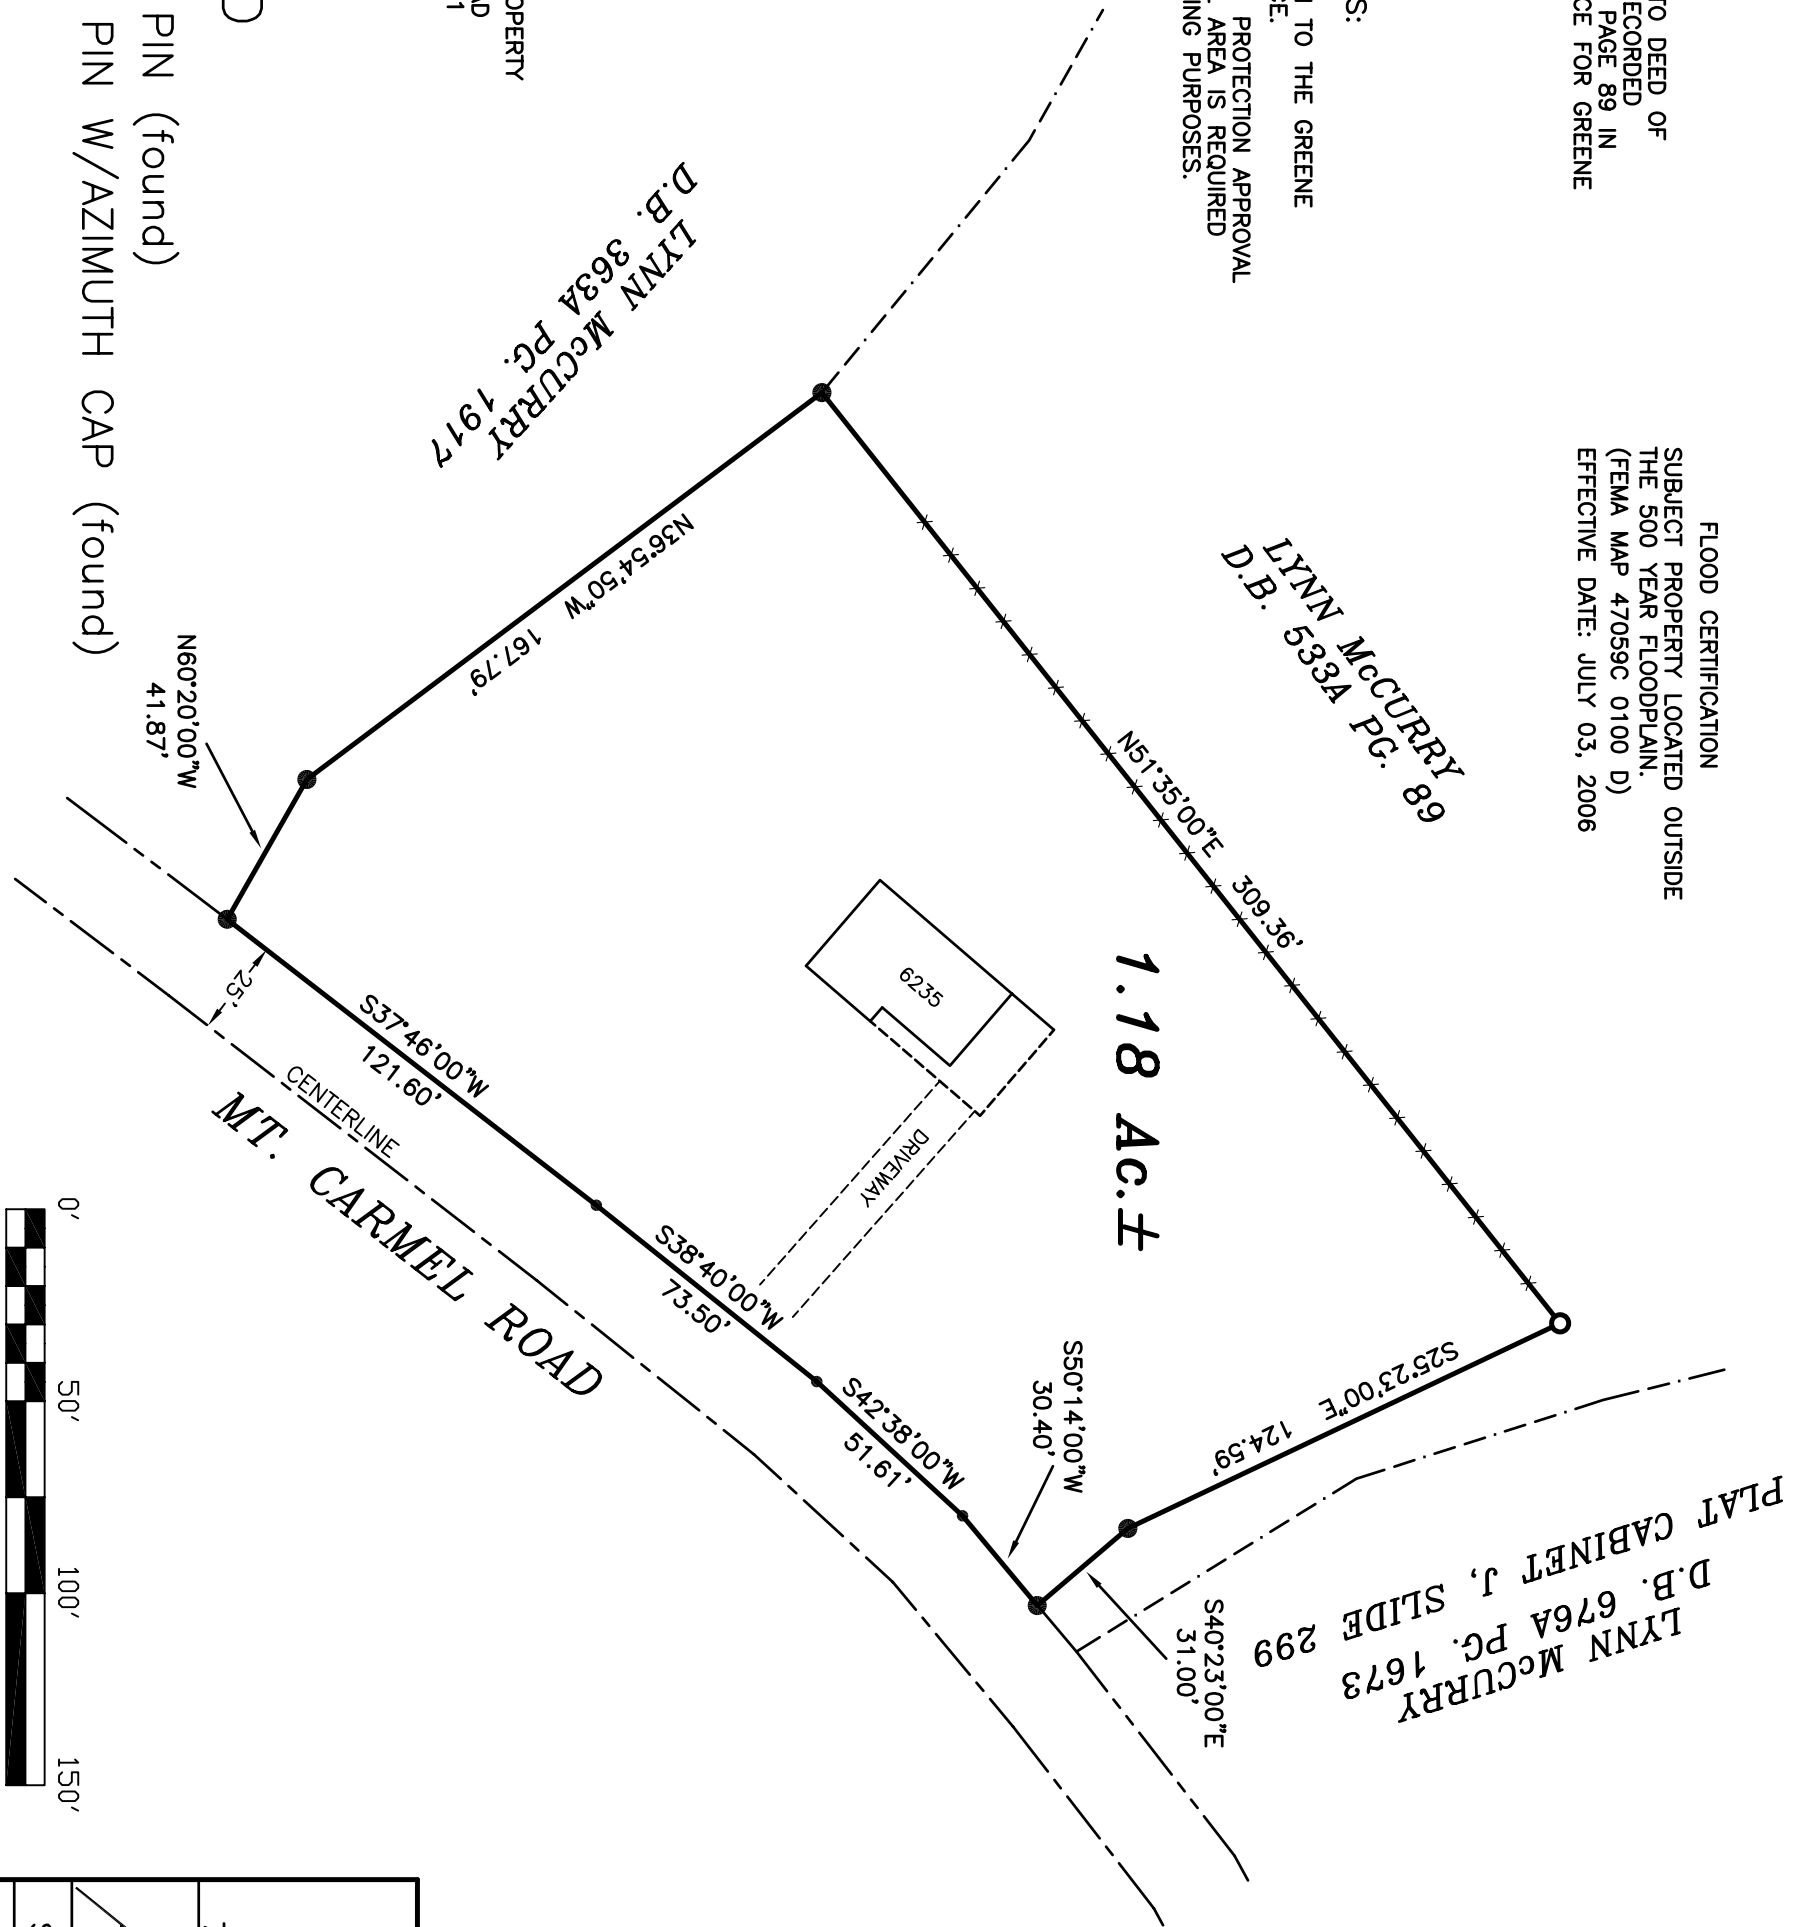 TO DEED OF
ECORDED
PAGE 89 IN
CE FOR GREENE
S:
N TO THE GREENE
CE.
PROTECTION APPROVAL
AREA IS REQUIRED
ING PURPOSES.
OPERTY
AD
1
PIN (found)
PIN W/AZIMUTH CAP (found)
FLOOD CERTIFICATION
SUBJECT PROPERTY LOCATED OUTSIDE
THE 500 YEAR FLOODPLAIN.
(FEMA MAP 47059C 0100 D)
EFFECTIVE DATE: JULY 03, 2006
LYNN McCURRY
D.B. 533A PG. 89
LYNN McCURRY
D.B. 363A PG. 1917
N51°35'00"E 309.36'
N36°54'50"W 167.79'
N60°20'00"W
41.87'
1.18 Ac.±
6235
DRIVEWAY
25'
S37°46'00"W
121.60'
CENTERLINE
MT. CARMEL ROAD
S38°40'00"W
73.50'
S42°38'00"W
51.61'
S50°14'00"W
30.40'
S25°23'00"E 124.59'
S40°23'00"E
31.00'
LYNN McCURRY
D.B. 676A PG. 1673
PLAT CABINET J, SLIDE 299
0' 50' 100' 150'